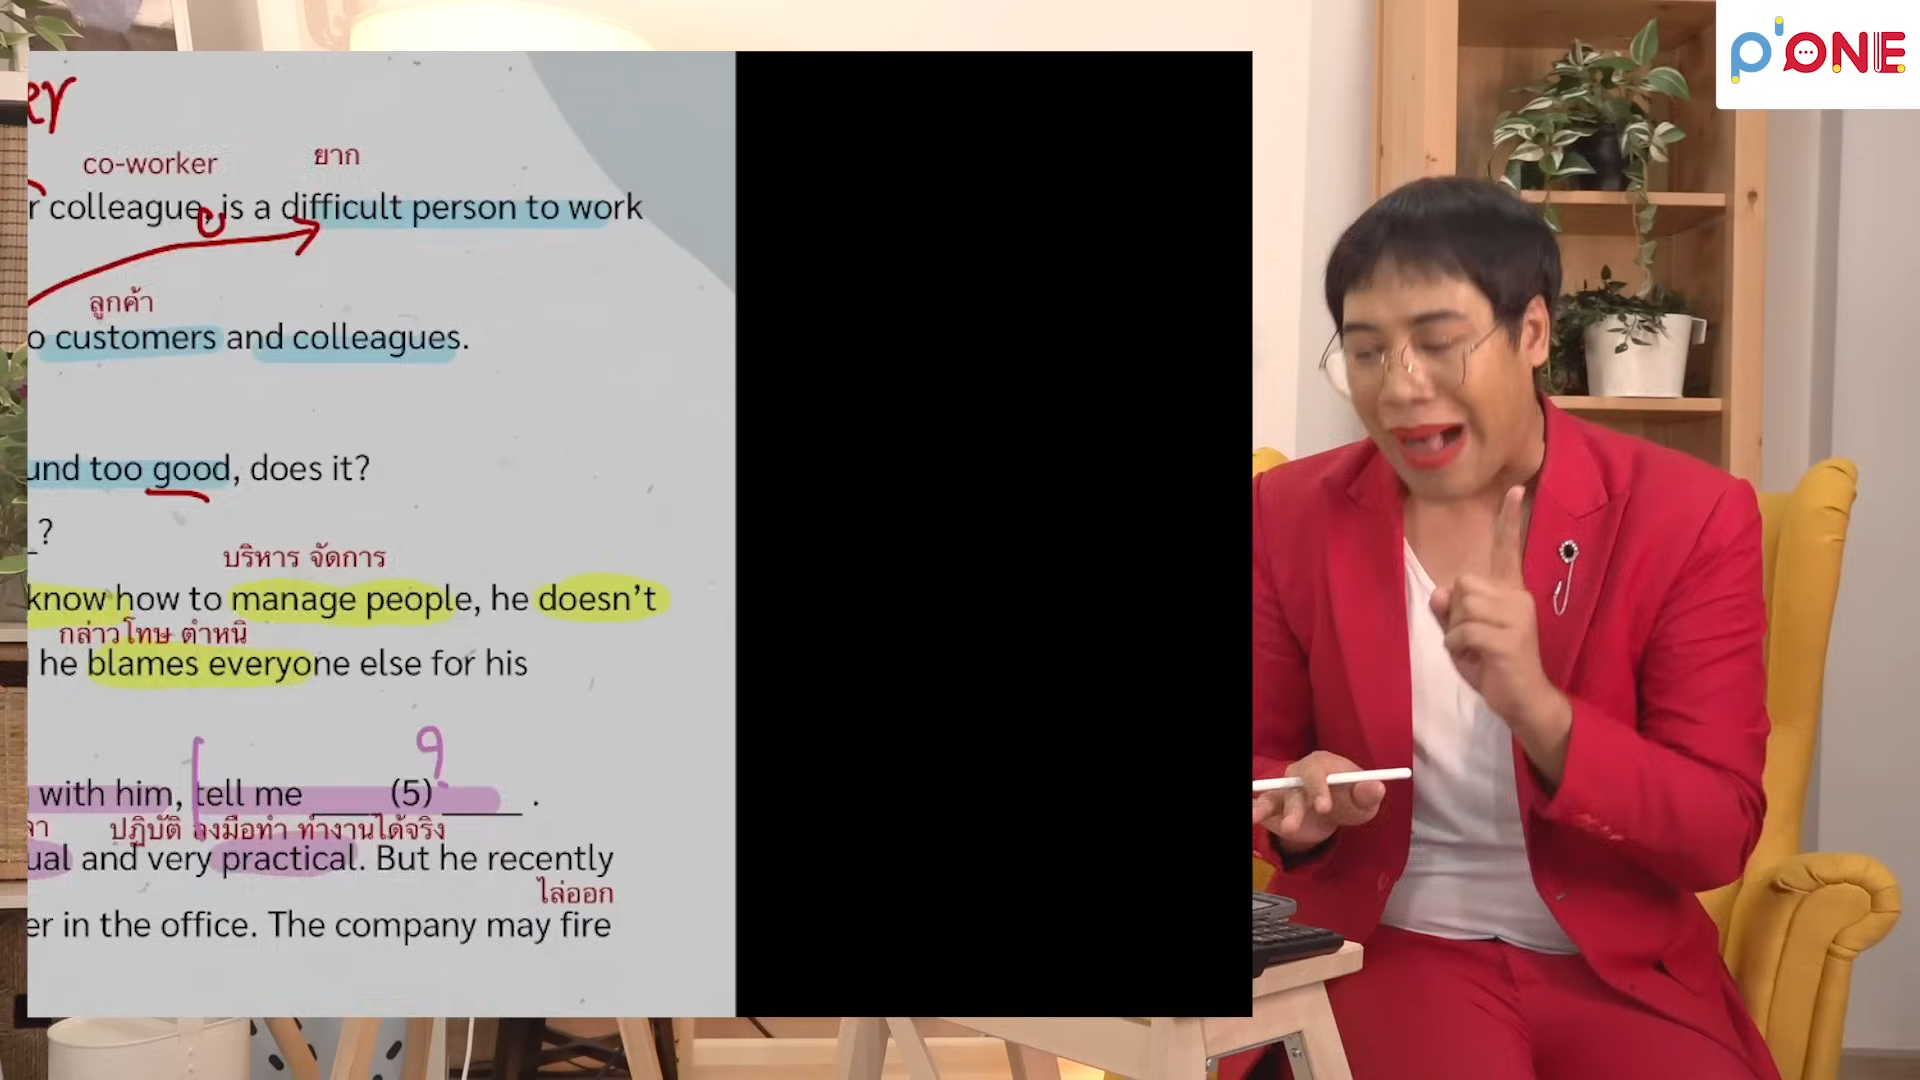 co-worker ยาก
colleague, is a difficult person to work
ลูกค้า
customers and colleagues.
too good, does it?
?
บริหาร จัดการ
know how to manage people, he doesn't
กล่าวโทษ ตำหนิ
he blames everyone else for his
with him, tell me (5) .
ปฏิบัติ ลงมือทำ ทำงานได้จริง
and very practical. But he recently
ไล่ออก
in the office. The company may fire
P'ONE